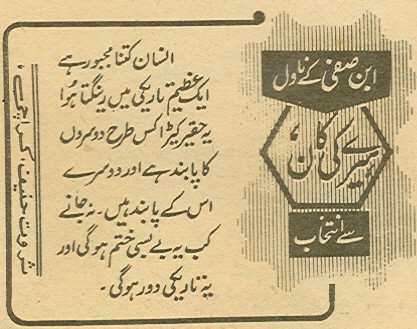 ابن صفی کے ناول
'ہیرے کی کان'
سے انتخاب
انسان کتنا مجبور ہے
ایک عظیم تاریکی میں رینگتا ہُوا
یہ حقیر کیڑا کس طرح دوسروں
کا پابند ہے اور دوسرے
اس کے پابند ہیں۔ نہ جانے
کب یہ بے بسی ختم ہوگی اور
یہ تاریکی دور ہوگی۔
ثروت حنیف، کراچی